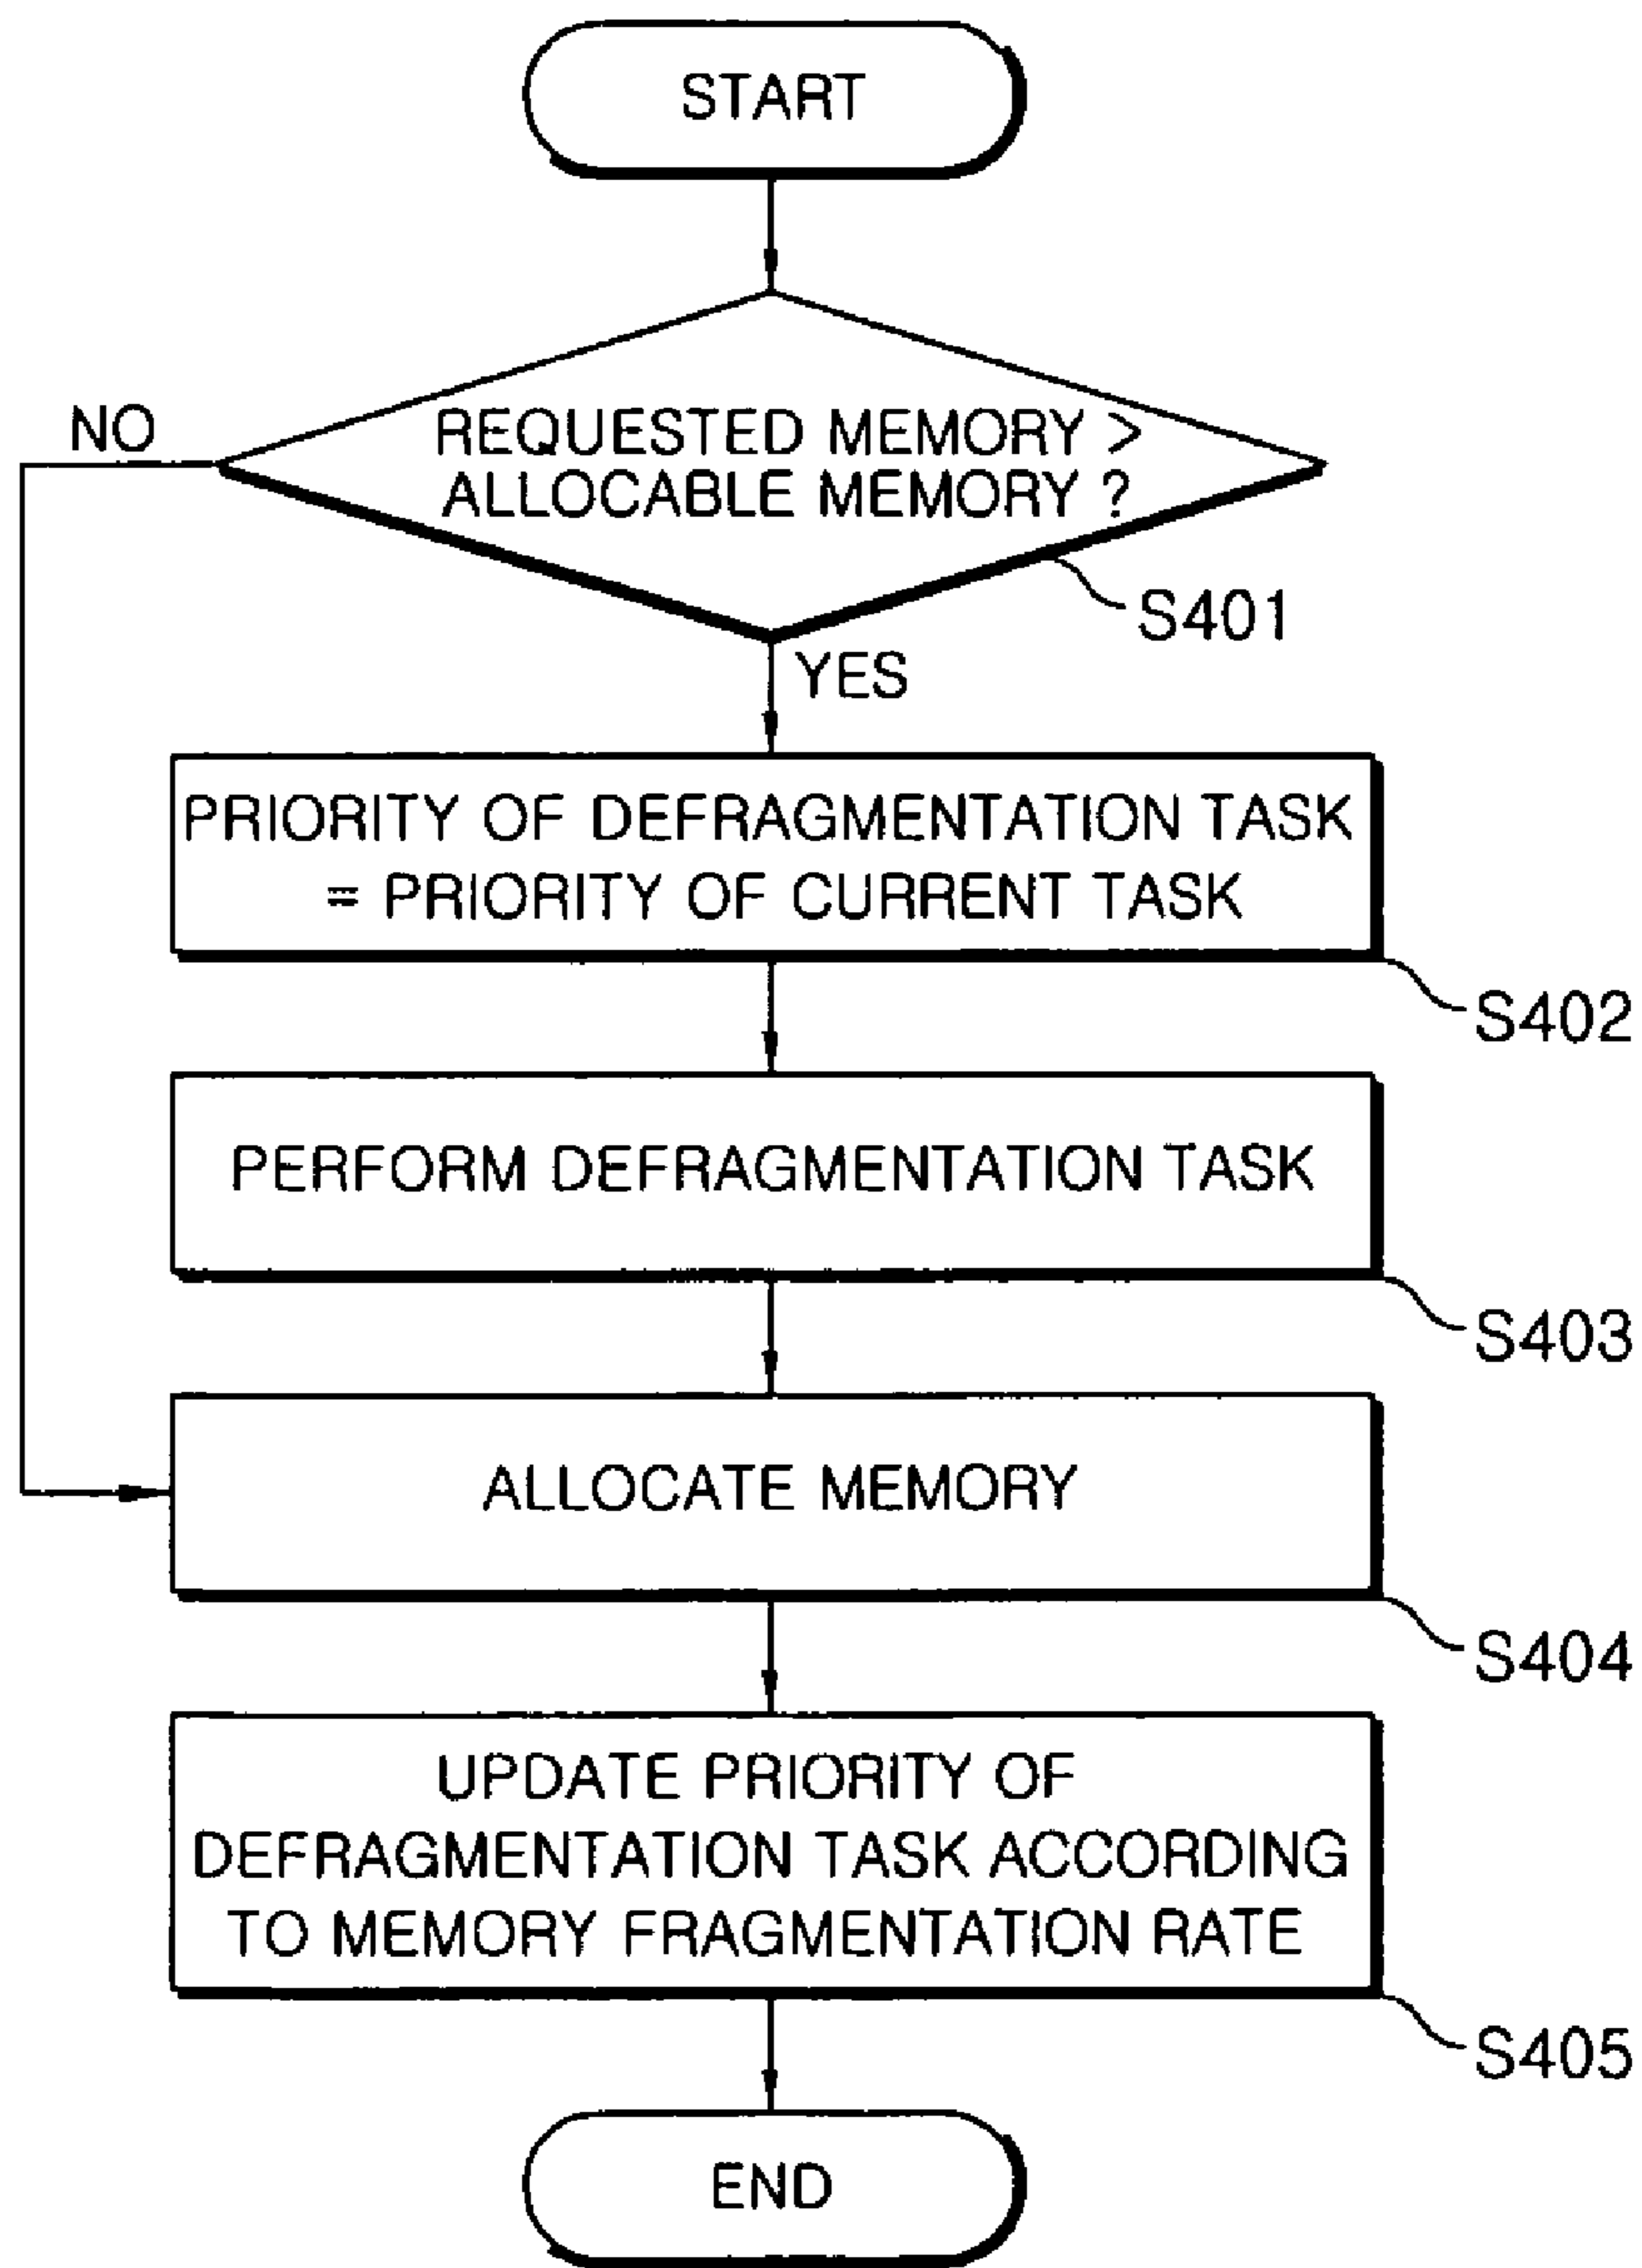 START
NO
REQUESTED MEMORY >
ALLOCABLE MEMORY ?
S401
YES
PRIORITY OF DEFRAGMENTATION TASK
= PRIORITY OF CURRENT TASK
S402
PERFORM DEFRAGMENTATION TASK
S403
ALLOCATE MEMORY
S404
UPDATE PRIORITY OF
DEFRAGMENTATION TASK ACCORDING
TO MEMORY FRAGMENTATION RATE
S405
END